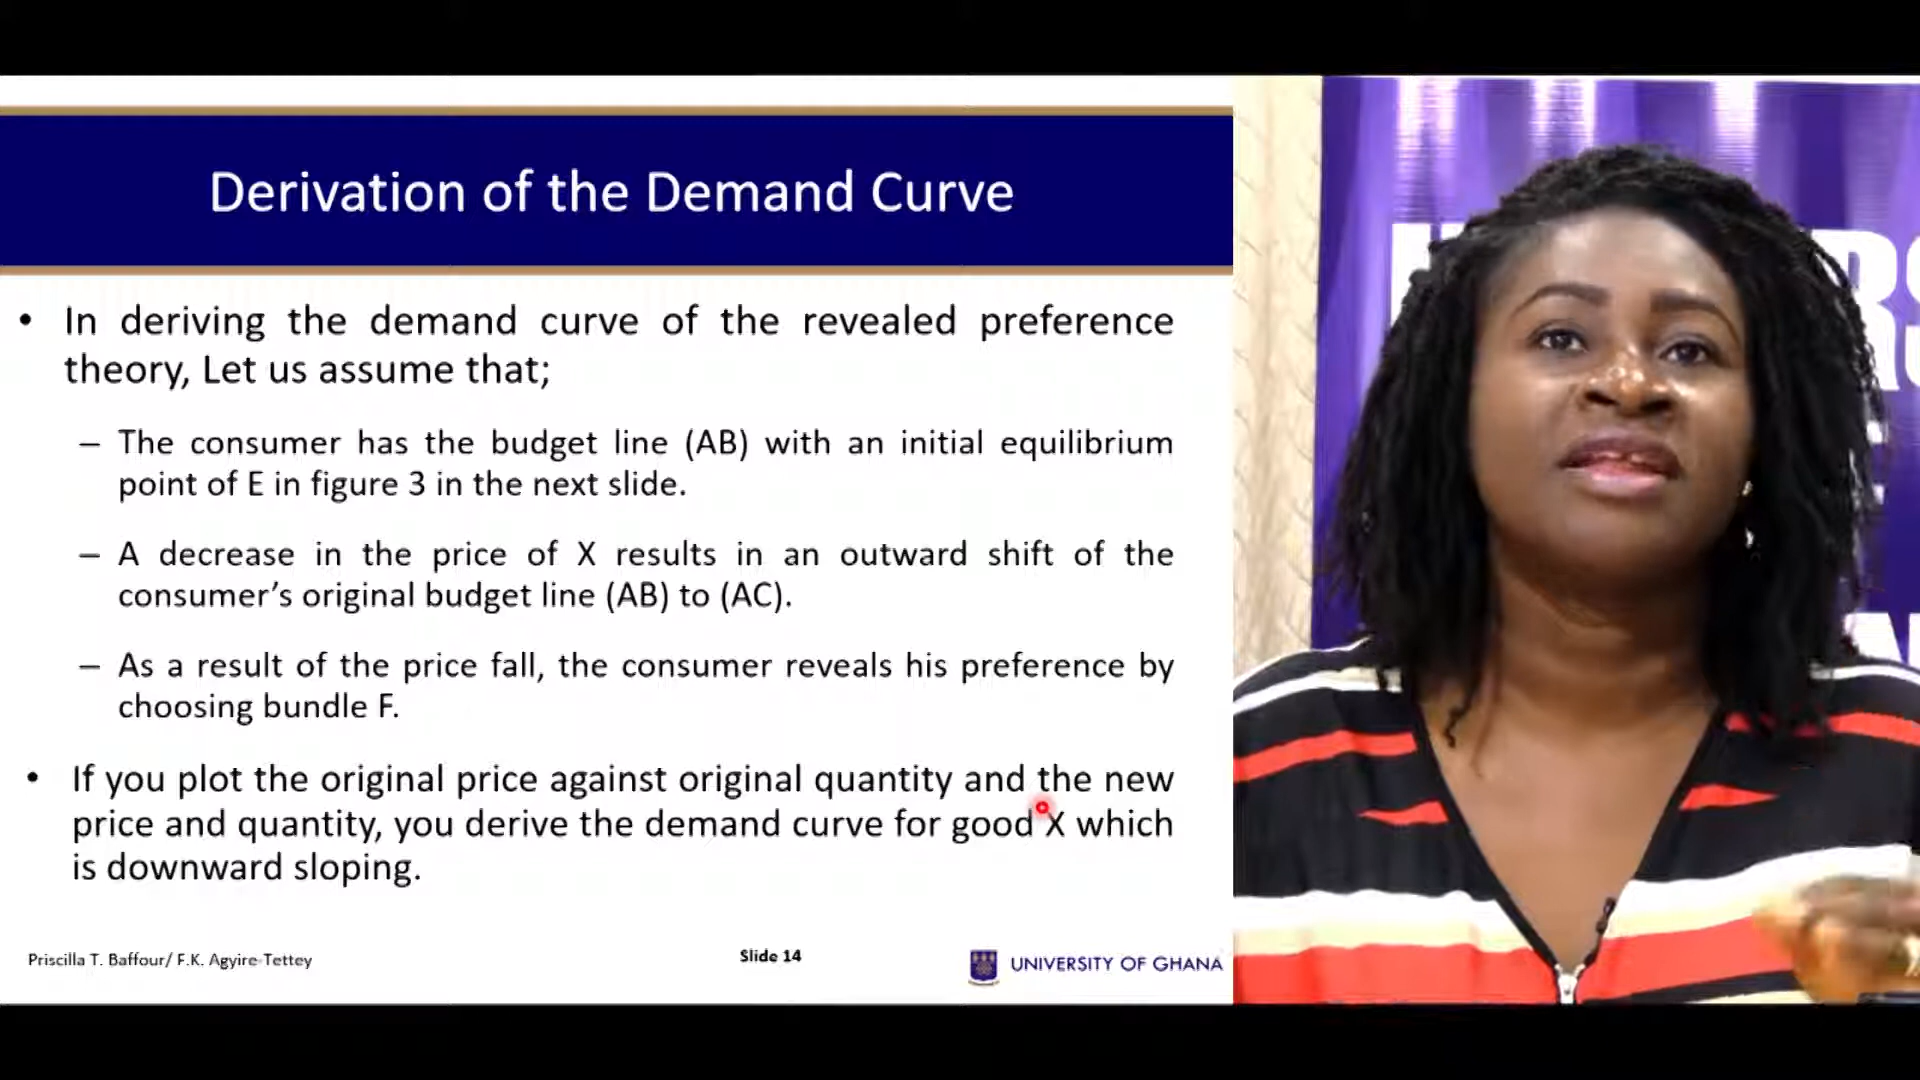 Derivation of the Demand Curve
• In deriving the demand curve of the revealed preference
theory, Let us assume that;
– The consumer has the budget line (AB) with an initial equilibrium
point of E in figure 3 in the next slide.
– A decrease in the price of X results in an outward shift of the
consumer's original budget line (AB) to (AC).
– As a result of the price fall, the consumer reveals his preference by
choosing bundle F.
• If you plot the original price against original quantity and the new
price and quantity, you derive the demand curve for good X which
is downward sloping.
Priscilla T. Baffour/ F.K. Agyire-Tettey
Slide 14
UNIVERSITY OF GHANA